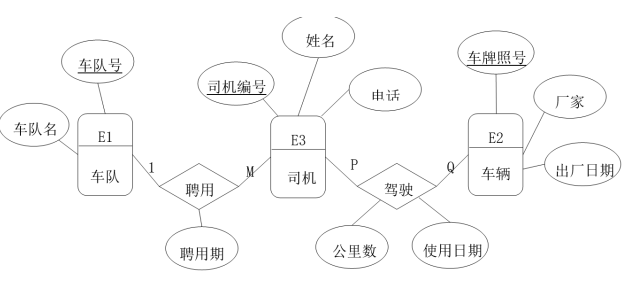 姓名
车队号
车牌照号
司机编号
电话
厂家
车队名
E1
E3
E2
车队
1
聘用
M
司机
P
驾驶
Q
车辆
出厂日期
聘用期
公里数
使用日期